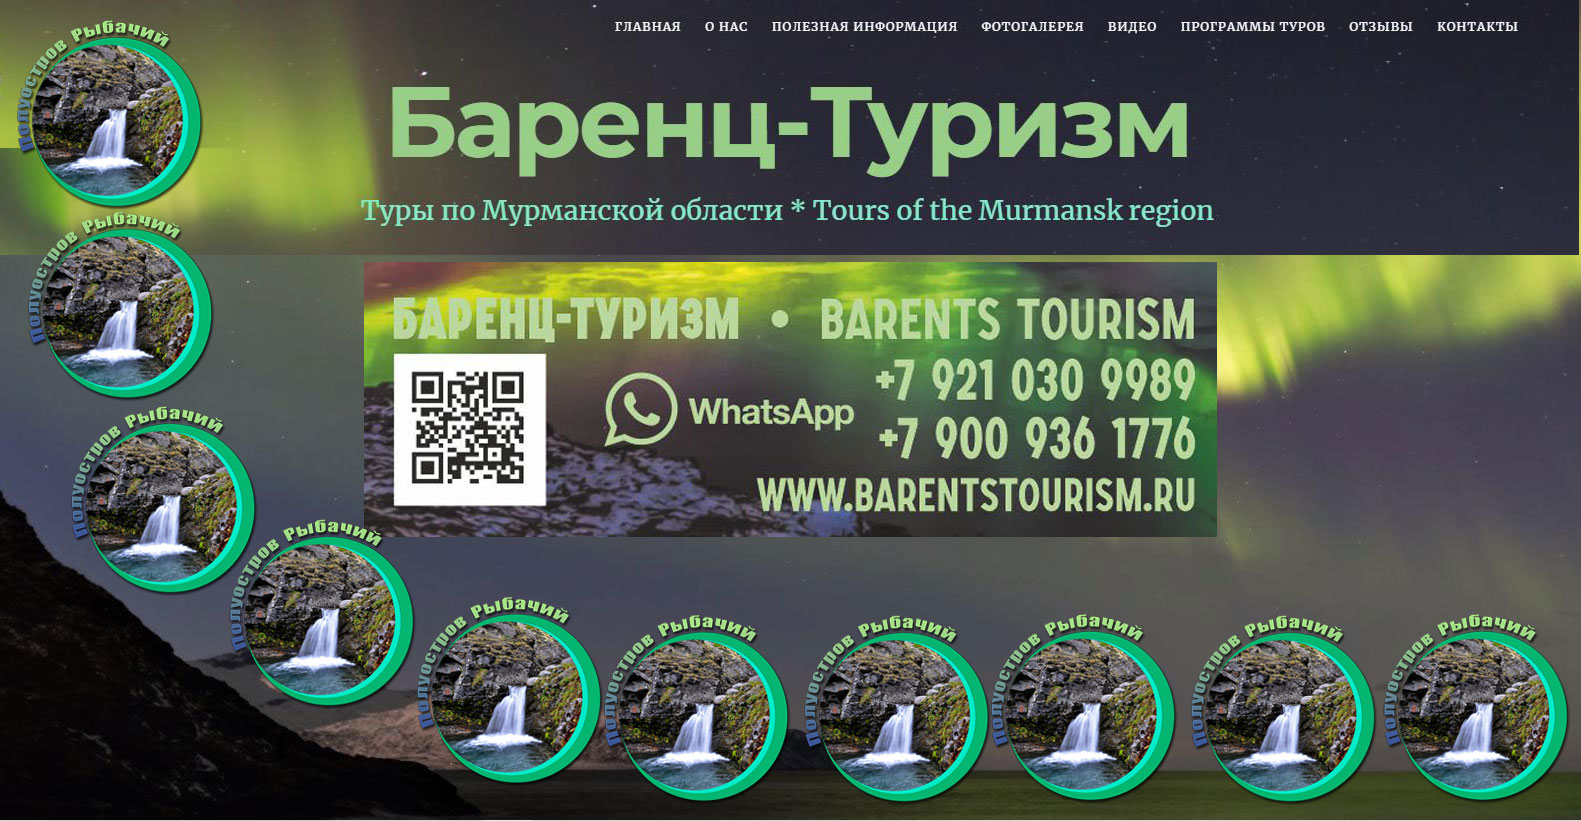 ГЛАВНАЯ О НАС ПОЛЕЗНАЯ ИНФОРМАЦИЯ ФОТОГАЛЕРЕЯ ВИДЕО ПРОГРАММЫ ТУРОВ ОТЗЫВЫ КОНТАКТЫ
Баренц-Туризм
Туры по Мурманской области * Tours of the Murmansk region
БАРЕНЦ-ТУРИЗМ • BARENTS TOURISM
+7 921 030 9989
WhatsApp
+7 900 936 1776
WWW.BARENTSTOURISM.RU
Полуостров Рыбачий
Полуостров Рыбачий
Полуостров Рыбачий
Полуостров Рыбачий
Полуостров Рыбачий
Полуостров Рыбачий
Полуостров Рыбачий
Полуостров Рыбачий
Полуостров Рыбачий
Полуостров Рыбачий